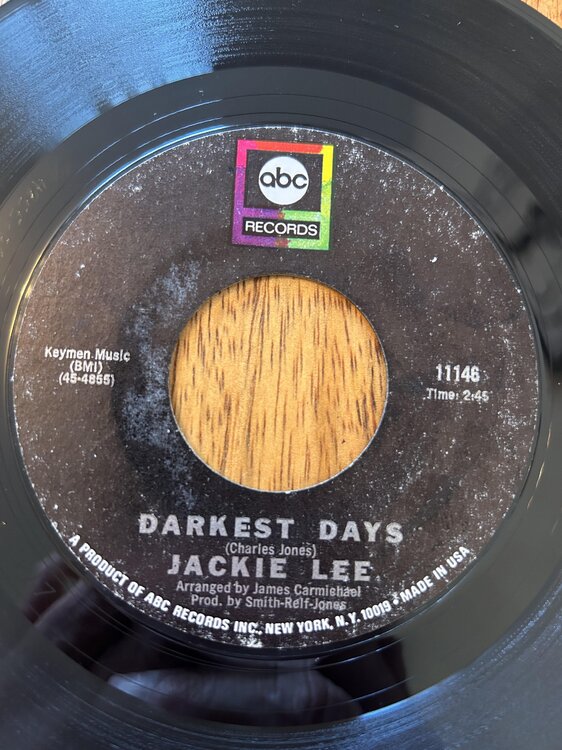 abc
RECORDS
Keymen Music
(BMI)
(45-4855)
11146
Time: 2:45
DARKEST DAYS
(Charles Jones)
JACKIE LEE
Arranged by James Carmichael
Prod. by Smith-Relf-Jones
A PRODUCT OF ABC RECORDS INC. NEW YORK, N.Y. 10019 • MADE IN USA